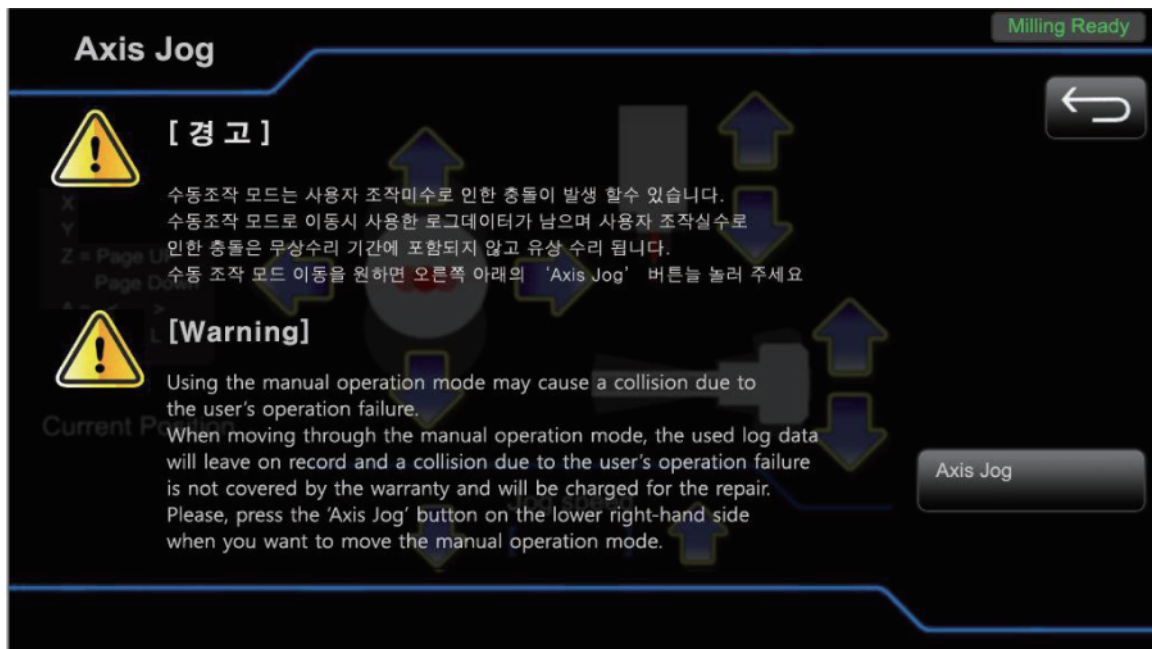 Axis Jog
Milling Ready
[ 경 고 ]
수동조작 모드는 사용자 조작미수로 인한 충돌이 발생 할수 있습니다.
수동조작 모드로 이동시 사용한 로그데이터가 남으며 사용자 조작실수로
인한 충돌은 무상수리 기간에 포함되지 않고 유상 수리 됩니다.
수동 조작 모드 이동을 원하면 오른쪽 아래의 ‘Axis Jog’ 버튼늘 눌러 주세요
X
Y
Z = Page UP
Page Down
[Warning]
Using the manual operation mode may cause a collision due to
the user’s operation failure.
When moving through the manual operation mode, the used log data
will leave on record and a collision due to the user’s operation failure
is not covered by the warranty and will be charged for the repair.
Please, press the ‘Axis Jog’ button on the lower right-hand side
when you want to move the manual operation mode.
Current Position
Jog speed
Axis Jog